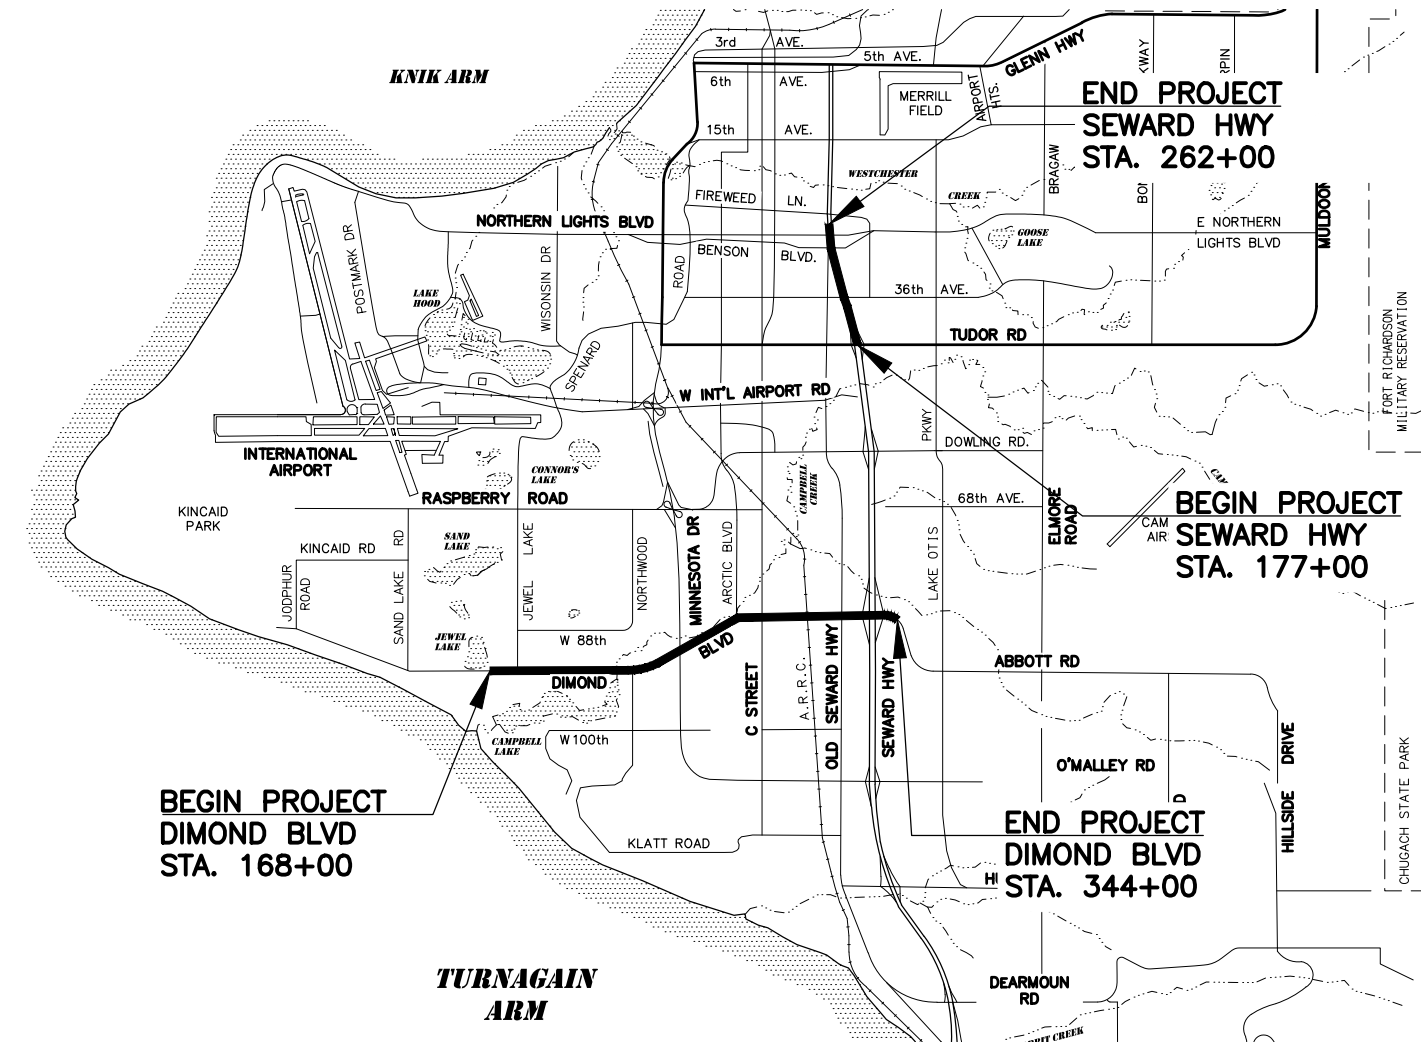 3rd AVE.
5th AVE.
GLENN HWY
KNIK ARM
6th AVE.
MERRILL
FIELD
AIRPORT
HTS.
END PROJECT
SEWARD HWY
STA. 262+00
15th AVE.
BRAGAW
WESTCHESTER
CREEK
FIREWEED LN.
NORTHERN LIGHTS BLVD
E NORTHERN
LIGHTS BLVD
MULDOON
GOOSE
LAKE
BENSON BLVD.
ROAD
POSTMARK DR
WISONSIN DR
LAKE
HOOD
36th AVE.
TUDOR RD
FORT RICHARDSON
MILITARY RESERVATION
SPENARD
W INT'L AIRPORT RD
PKWY
DOWLING RD.
INTERNATIONAL
AIRPORT
CONNOR'S
LAKE
CAMPBELL
CREEK
RASPBERRY ROAD
68th AVE.
ELMORE
ROAD
CAM
AIR
BEGIN PROJECT
SEWARD HWY
STA. 177+00
KINCAID
PARK
KINCAID RD
SAND
LAKE
SAND LAKE RD
JEWEL LAKE
NORTHWOOD
MINNESOTA DR
ARCTIC BLVD
LAKE OTIS
JODPHUR
ROAD
JEWEL
LAKE
W 88th
DIMOND BLVD
C STREET
A.R.R.C.
OLD SEWARD HWY
SEWARD HWY
ABBOTT RD
CAMPBELL
LAKE
W 100th
O'MALLEY RD
HILLSIDE DRIVE
CHUGACH STATE PARK
BEGIN PROJECT
DIMOND BLVD
STA. 168+00
KLATT ROAD
END PROJECT
DIMOND BLVD
STA. 344+00
TURNAGAIN
ARM
DEARMOUN
RD
CREEK